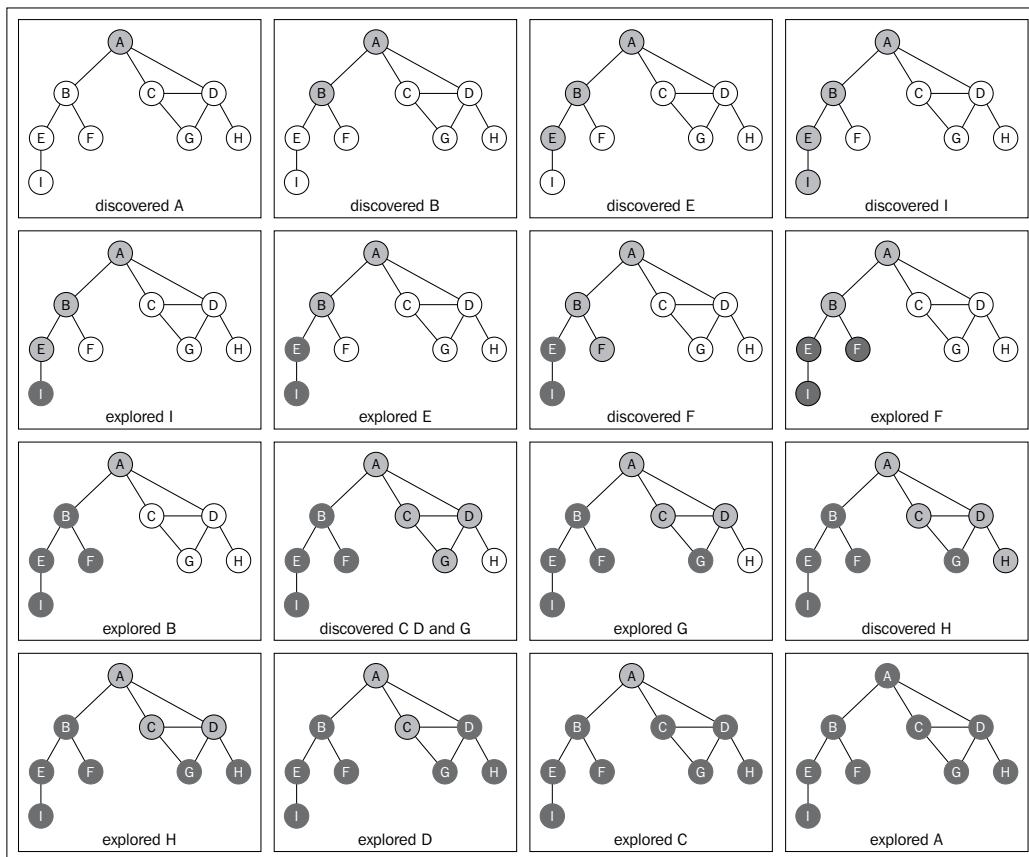 A
B C D
E F G H
I
discovered A
A
B C D
E F G H
I
discovered B
A
B C D
E F G H
I
discovered E
A
B C D
E F G H
I
discovered I
A
B C D
E F G H
I
explored I
A
B C D
E F G H
I
explored E
A
B C D
E F G H
I
discovered F
A
B C D
E F G H
I
explored F
A
B C D
E F G H
I
explored B
A
B C D
E F G H
I
discovered C D and G
A
B C D
E F G H
I
explored G
A
B C D
E F G H
I
discovered H
A
B C D
E F G H
I
explored H
A
B C D
E F G H
I
explored D
A
B C D
E F G H
I
explored C
A
B C D
E F G H
I
explored A